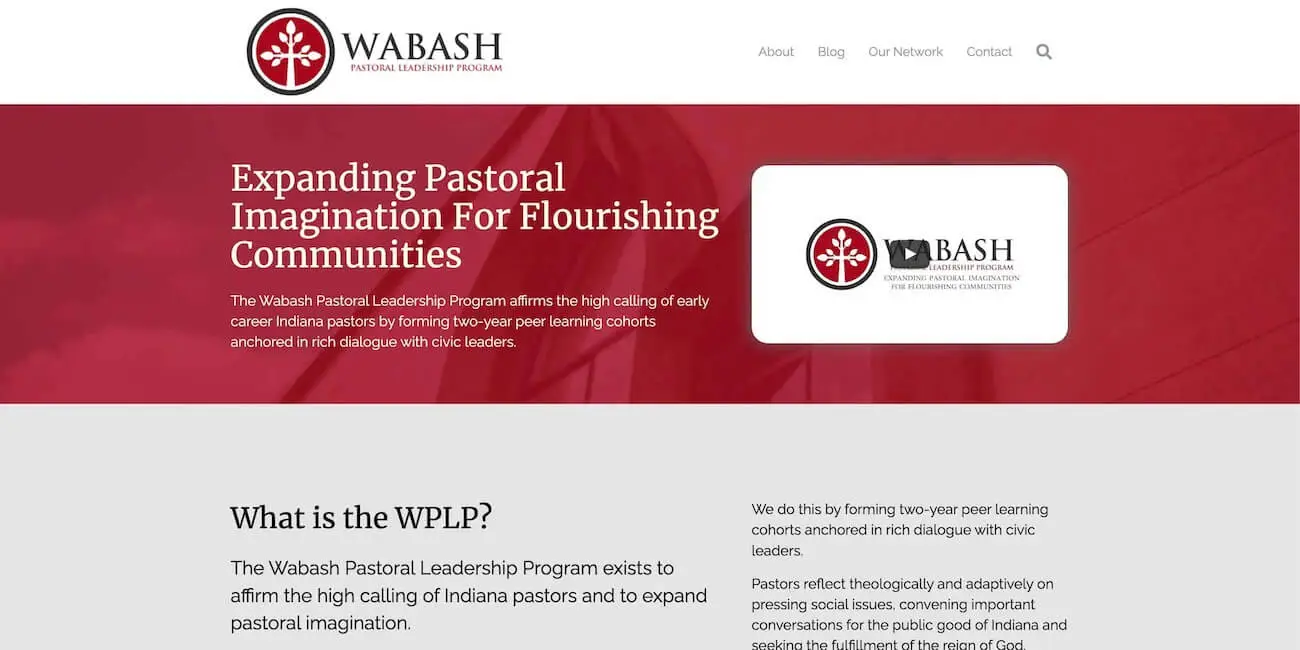 WABASH
PASTORAL LEADERSHIP PROGRAM
About
Blog
Our Network
Contact
Expanding Pastoral
Imagination For Flourishing
Communities
The Wabash Pastoral Leadership Program affirms the high calling of early
career Indiana pastors by forming two-year peer learning cohorts
anchored in rich dialogue with civic leaders.
WABASH
PASTORAL LEADERSHIP PROGRAM
EXPANDING PASTORAL IMAGINATION
FOR FLOURISHING COMMUNITIES
What is the WPLP?
The Wabash Pastoral Leadership Program exists to
affirm the high calling of Indiana pastors and to expand
pastoral imagination.
We do this by forming two-year peer learning
cohorts anchored in rich dialogue with civic
leaders.
Pastors reflect theologically and adaptively on
pressing social issues, convening important
conversations for the public good of Indiana and
seeking the fulfillment of the reign of God.